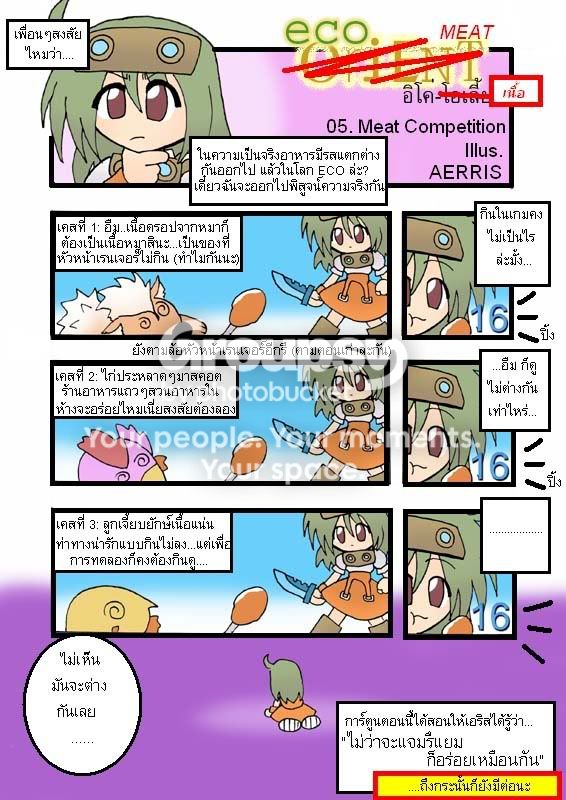 เพื่อนๆสงสัย
ไหมว่า....
eco
MEAT
ORiENT
อีโค-โอเลี้ย
เนื้อ
05. Meat Competition
Illus.
AERRIS
ในความเป็นจริงอาหารมีรสแตกต่าง
กันออกไป แล้วในโลก ECO ล่ะ?
เดี๋ยวฉันจะออกไปพิสูจน์ความจริงกัน
เคสที่ 1: อืม..เนื้อดรอปจากหมาก็
ต้องเป็นเนื้อหมาสินะ...เป็นของที่
หัวหน้าเรนเจอร์ไม่กิน (ทำไมกันนะ)
กินในเกมคง
ไม่เป็นไร
ล่ะมั้ง...
16
ปิ๊ง
ยังตามล้อหัวหน้าเรนเจอร์อีกรึ (ตามตอนเก่าละกัน)
เคสที่ 2: ไก่ประหลาดๆมาสคอต
ร้านอาหารแถวๆสวนอาหารใน
ห้างจะอร่อยไหมเนี่ยสงสัยต้องลอง
...อืม ก็ดู
ไม่ต่างกัน
เท่าไหร่...
16
ปิ๊ง
photobucket
Your people. Your moments.
Your space.
เคสที่ 3: ลูกเจี๊ยบยักษ์เนื้อแน่น
ท่าทางน่ารักแบบกินไม่ลง...แต่เพื่อ
การทดลองก็คงต้องกินดู....
...................
16
ไม่เห็น
มันจะต่าง
กันเลย
......
การ์ตูนตอนนี้ได้สอนให้เอริสได้รู้ว่า...
"ไม่ว่าจะแจมรึแยม
ก็อร่อยเหมือนกัน"
....ถึงกระนั้นก็ยังมีต่อนะ